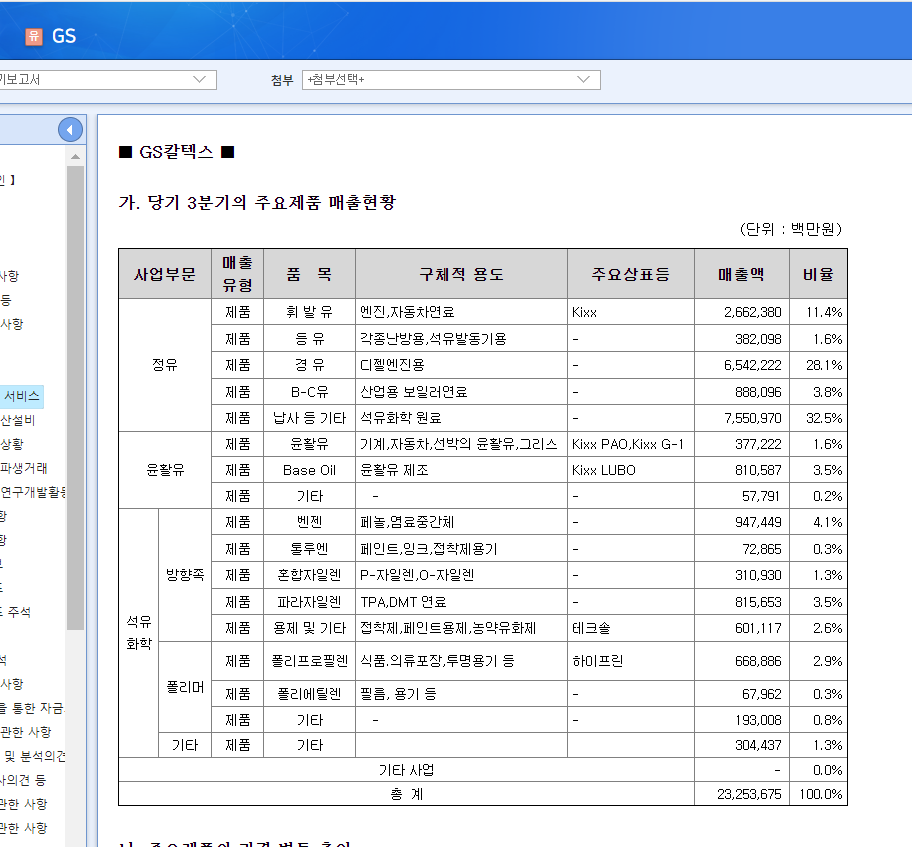 유 GS
기보고서
첨부 +첨부선택+
인 】
사항
등
사항
서비스
산설비
상황
파생거래
연구개발활동
황
황
주석
석
사항
을 통한 자금
관한 사항
및 분석의견
사의견 등
관한 사항
관한 사항
■ GS칼텍스 ■
가. 당기 3분기의 주요제품 매출현황
(단위 : 백만원)
사업부문 매출유형 품 목 구체적 용도 주요상표등 매출액 비율
정유 제품 휘 발 유 엔진,자동차연료 Kixx 2,662,380 11.4%
제품 등 유 각종난방용,석유발동기용 - 382,098 1.6%
제품 경 유 디젤엔진용 - 6,542,222 28.1%
제품 B-C유 산업용 보일러연료 - 888,096 3.8%
제품 납사 등 기타 석유화학 원료 - 7,550,970 32.5%
윤활유 제품 윤활유 기계,자동차,선박의 윤활유,그리스 Kixx PAO,Kixx G-1 377,222 1.6%
제품 Base Oil 윤활유 제조 Kixx LUBO 810,587 3.5%
제품 기타 - - 57,791 0.2%
석유화학 방향족 제품 벤젠 페놀,염료중간체 - 947,449 4.1%
제품 톨루엔 페인트,잉크,접착제용기 - 72,865 0.3%
제품 혼합자일렌 P-자일렌,O-자일렌 - 310,930 1.3%
제품 파라자일렌 TPA,DMT 연료 - 815,653 3.5%
제품 용제 및 기타 접착제,페인트용제,농약유화제 테크솔 601,117 2.6%
폴리머 제품 폴리프로필렌 식품.의류포장,투명용기 등 하이프린 668,886 2.9%
제품 폴리에틸렌 필름, 용기 등 - 67,962 0.3%
제품 기타 - - 193,008 0.8%
기타 제품 기타 304,437 1.3%
기타 사업 - 0.0%
총 계 23,253,675 100.0%
나. 주요제품의 가격 변동 추이